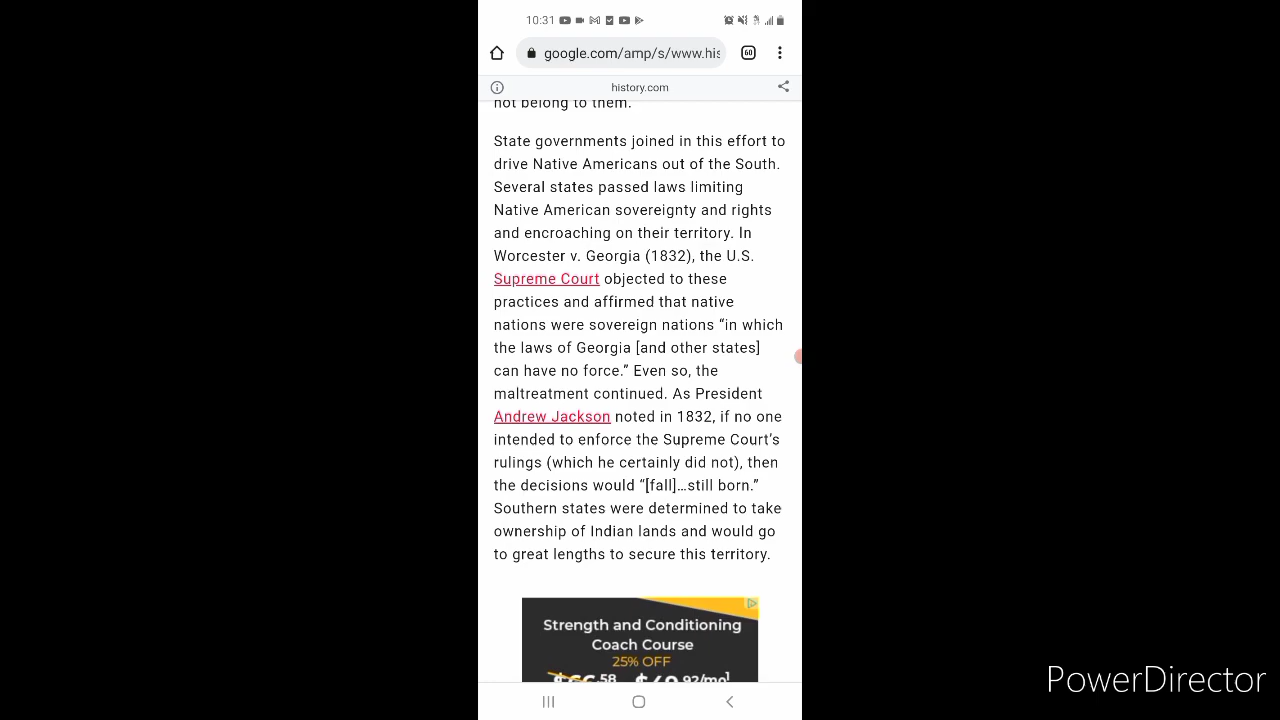 10:31
google.com/amp/s/www.his
60
history.com
not belong to them.
State governments joined in this effort to
drive Native Americans out of the South.
Several states passed laws limiting
Native American sovereignty and rights
and encroaching on their territory. In
Worcester v. Georgia (1832), the U.S.
Supreme Court objected to these
practices and affirmed that native
nations were sovereign nations “in which
the laws of Georgia [and other states]
can have no force.” Even so, the
maltreatment continued. As President
Andrew Jackson noted in 1832, if no one
intended to enforce the Supreme Court’s
rulings (which he certainly did not), then
the decisions would “[fall]…still born.”
Southern states were determined to take
ownership of Indian lands and would go
to great lengths to secure this territory.
Strength and Conditioning
Coach Course
25% OFF
PowerDirector